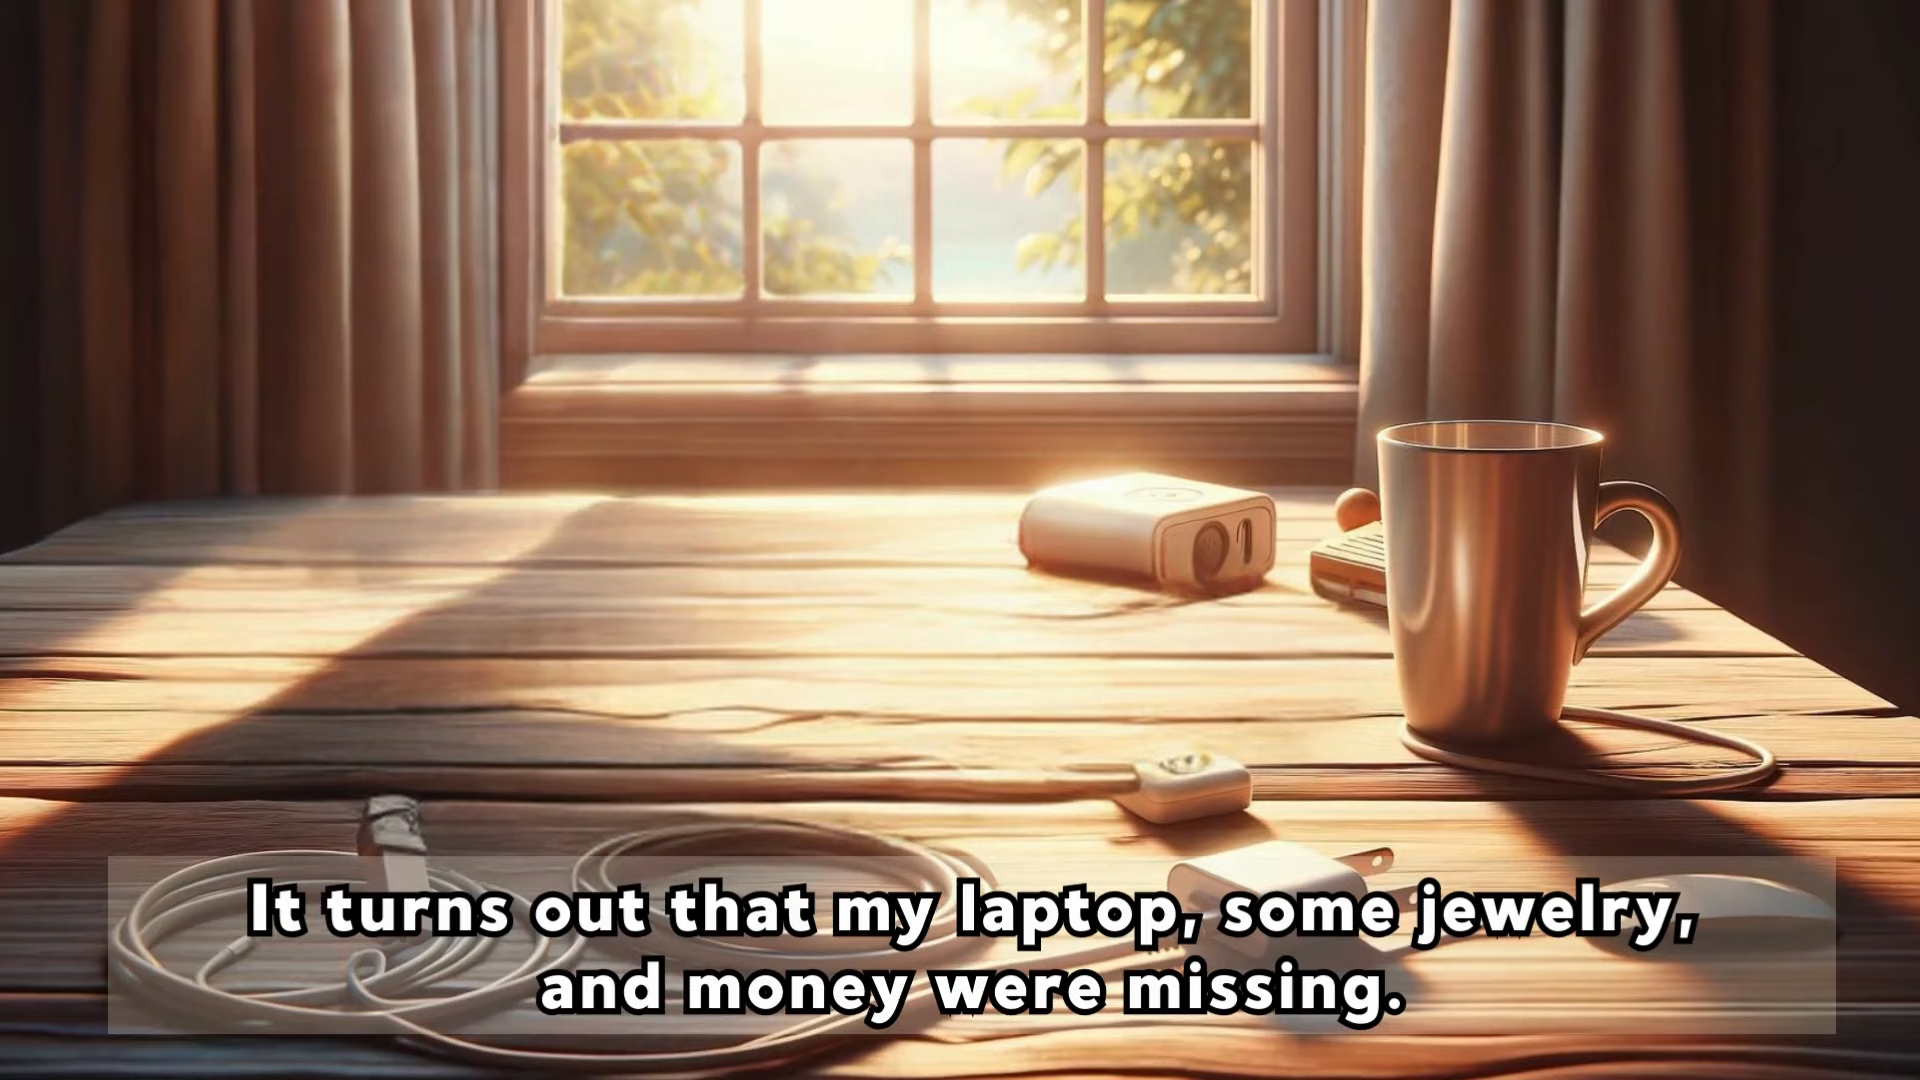 It turns out that my laptop, some jewelry,
and money were missing.